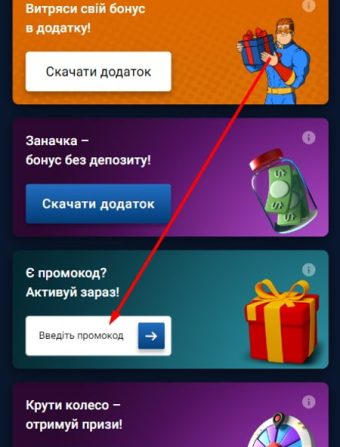 Витряси свій бонус
в додатку!
Скачати додаток
Заначка –
бонус без депозиту!
Скачати додаток
Є промокод?
Активуй зараз!
Введіть промокод
Крути колесо –
отримуй призи!